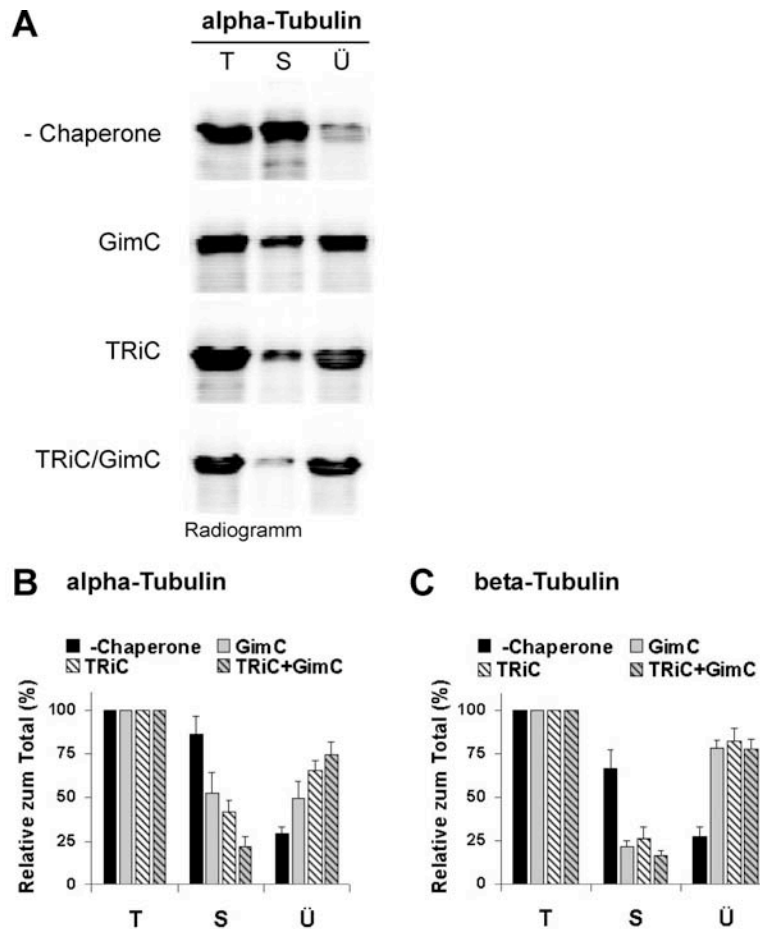 A
alpha-Tubulin
T S Ü
- Chaperone
GimC
TRiC
TRiC/GimC
Radiogramm
B alpha-Tubulin
-Chaperone GimC
TRiC TRiC+GimC
Relative zum Total (%)
100
75
50
25
0
T S Ü
C beta-Tubulin
-Chaperone GimC
TRiC TRiC+GimC
Relative zum Total (%)
100
75
50
25
0
T S Ü